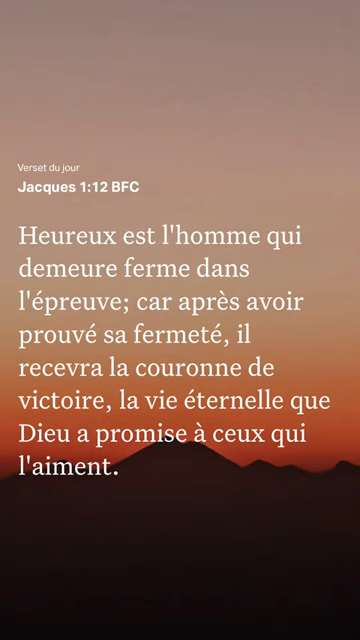 Verset du jour
Jacques 1:12 BFC
Heureux est l'homme qui
demeure ferme dans
l'épreuve; car après avoir
prouvé sa fermeté, il
recevra la couronne de
victoire, la vie éternelle que
Dieu a promise à ceux qui
l'aiment.